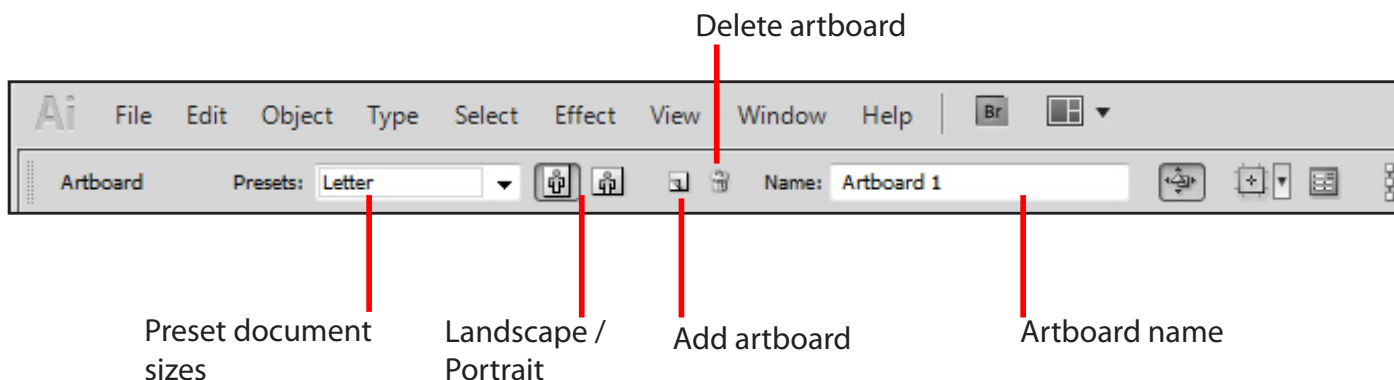 Delete artboard
Ai File Edit Object Type Select Effect View Window Help Br
Artboard Presets: Letter Name: Artboard 1
Preset document
sizes
Landscape /
Portrait
Add artboard
Artboard name